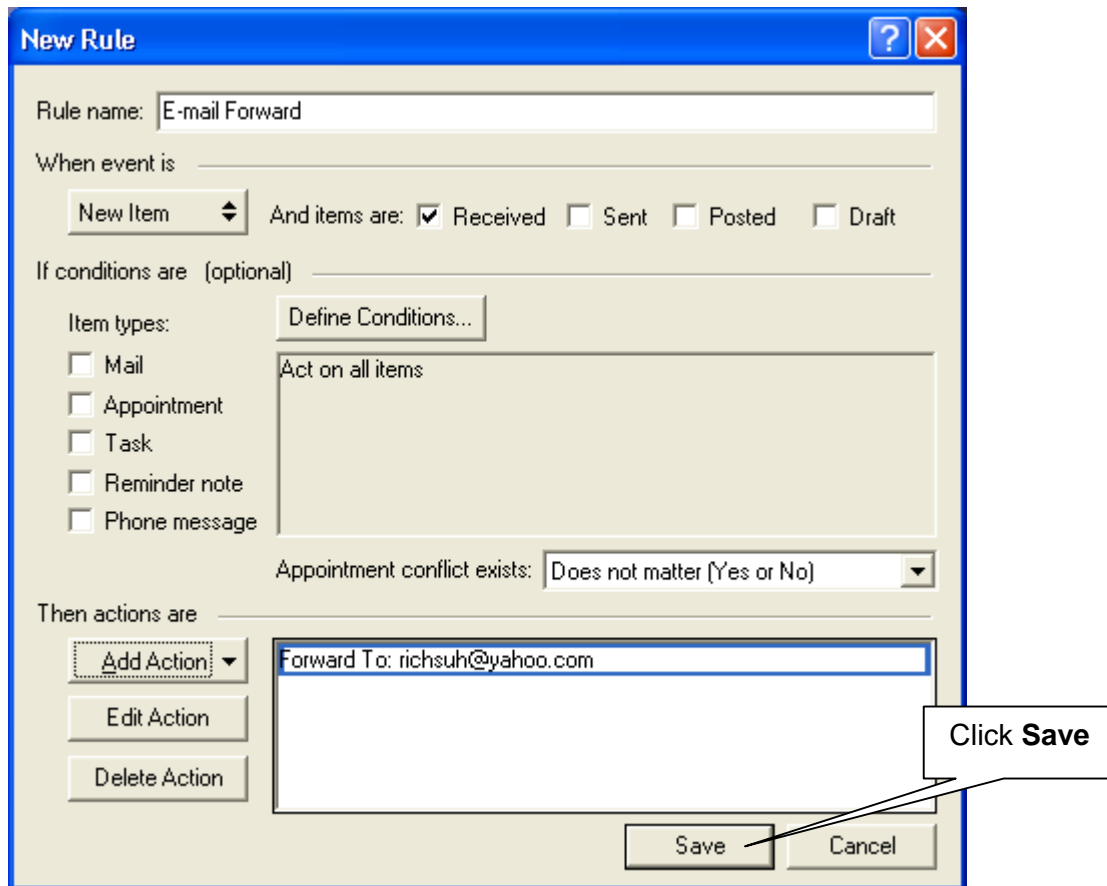 New Rule
Rule name: E-mail Forward
When event is
New Item And items are: Received Sent Posted Draft
If conditions are (optional)
Item types: Define Conditions...
Mail
Appointment
Task
Reminder note
Phone message
Act on all items
Appointment conflict exists: Does not matter (Yes or No)
Then actions are
Add Action
Edit Action
Delete Action
Forward To: richsuh@yahoo.com
Click Save
Save Cancel